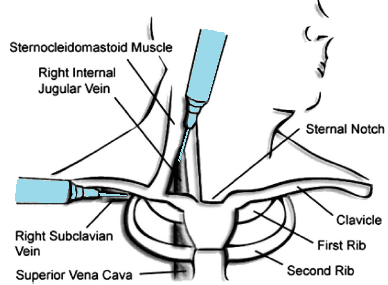 Sternocleidomastoid Muscle
Right Internal
Jugular Vein
Sternal Notch
Clavicle
First Rib
Second Rib
Right Subclavian
Vein
Superior Vena Cava